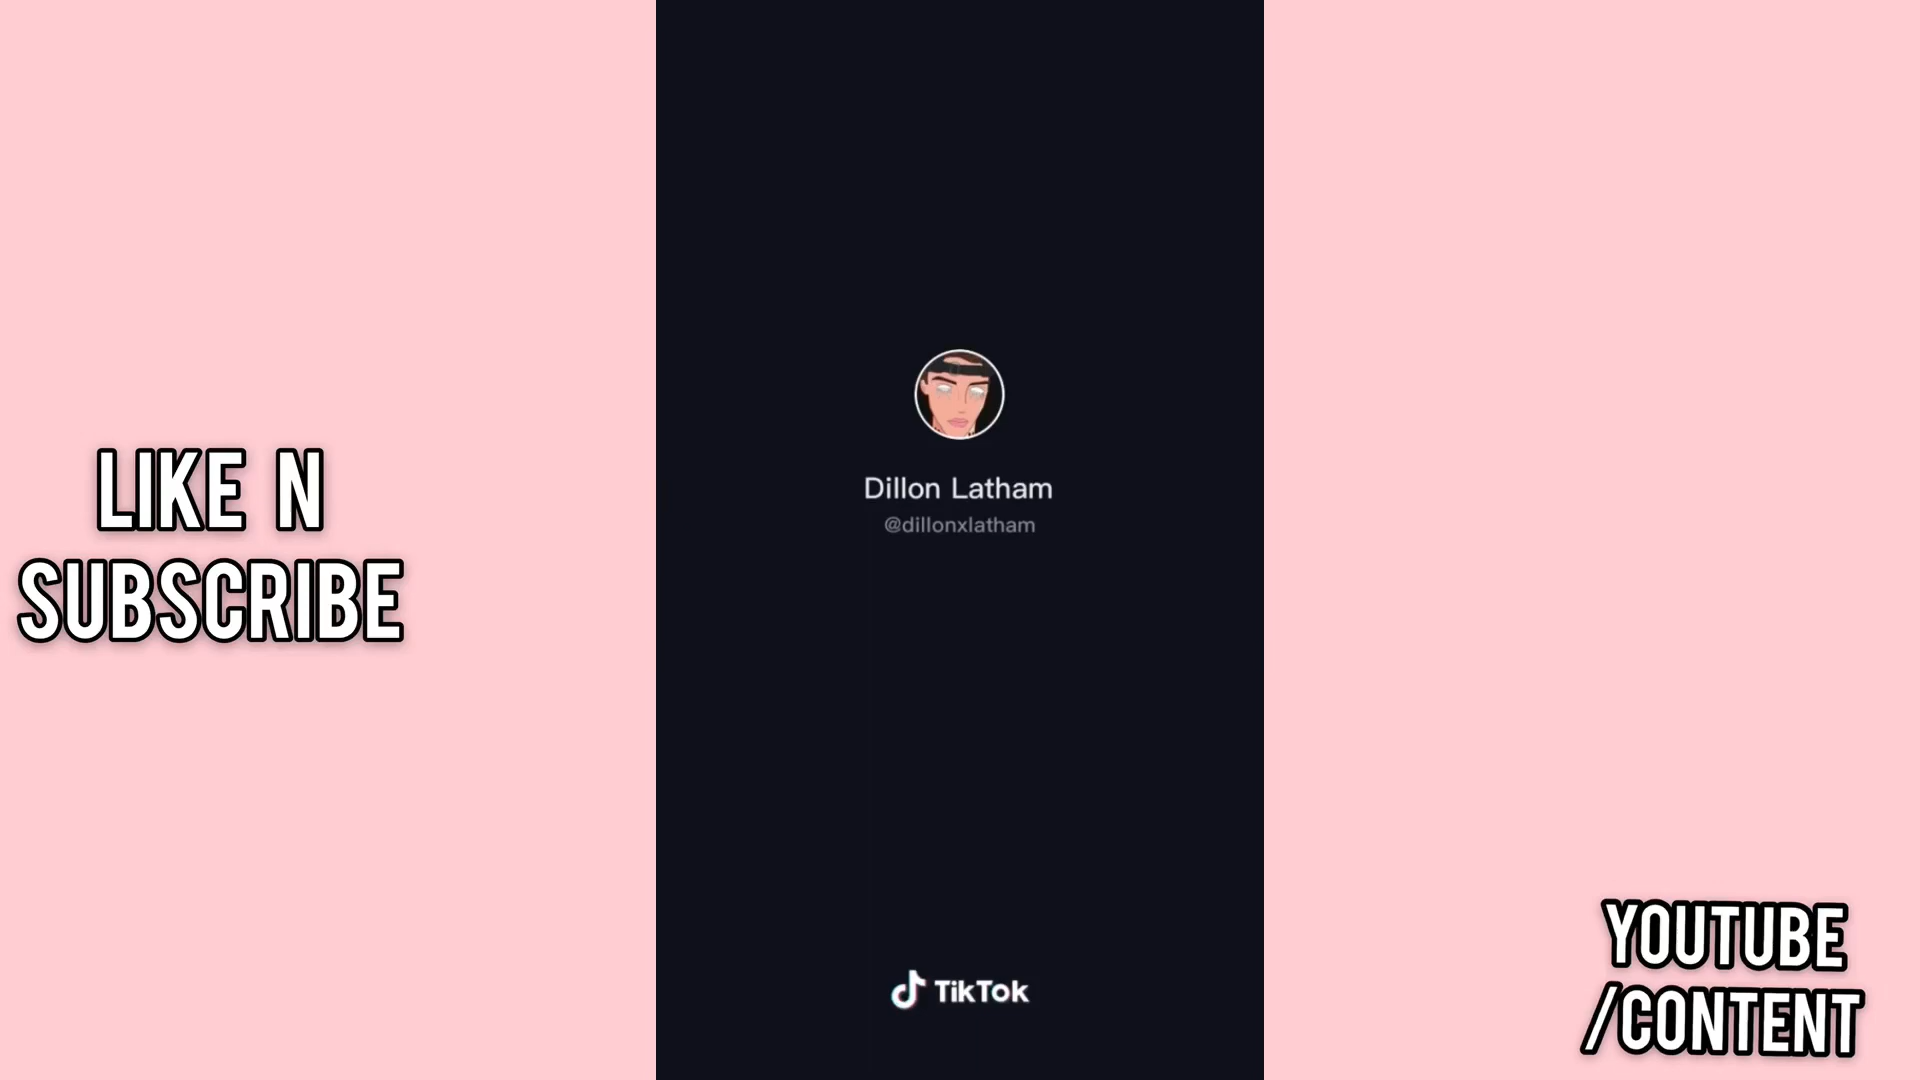 LIKE N
SUBSCRIBE
Dillon Latham
@dillonxlatham
TikTok
YOUTUBE
/CONTENT